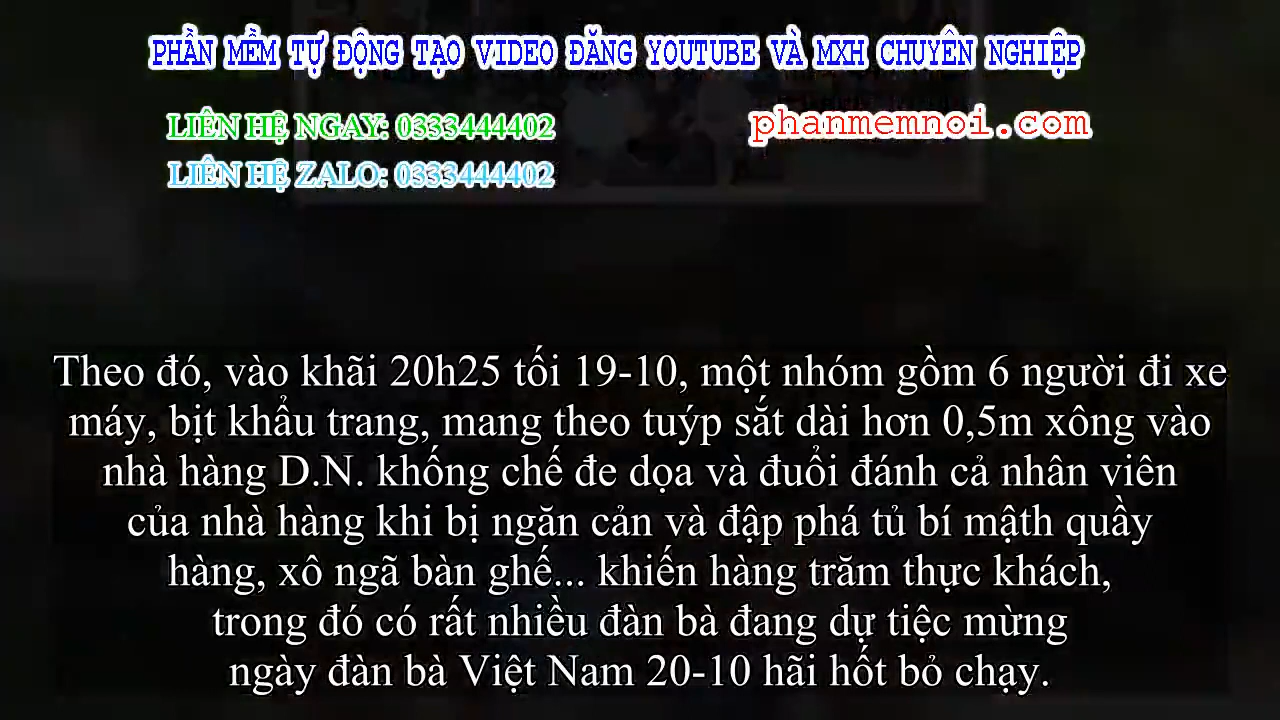 PHẦN MỀM TỰ ĐỘNG TẠO VIDEO ĐĂNG YOUTUBE VÀ MXH CHUYÊN NGHIỆP
LIÊN HỆ NGAY: 0333444402
phanmemnoi.com
LIÊN HỆ ZALO: 0333444402
Theo đó, vào khãi 20h25 tối 19-10, một nhóm gồm 6 người đi xe
máy, bịt khẩu trang, mang theo tuýp sắt dài hơn 0,5m xông vào
nhà hàng D.N. khống chế đe dọa và đuổi đánh cả nhân viên
của nhà hàng khi bị ngăn cản và đập phá tủ bí mậth quầy
hàng, xô ngã bàn ghế... khiến hàng trăm thực khách,
trong đó có rất nhiều đàn bà đang dự tiệc mừng
ngày đàn bà Việt Nam 20-10 hãi hốt bỏ chạy.